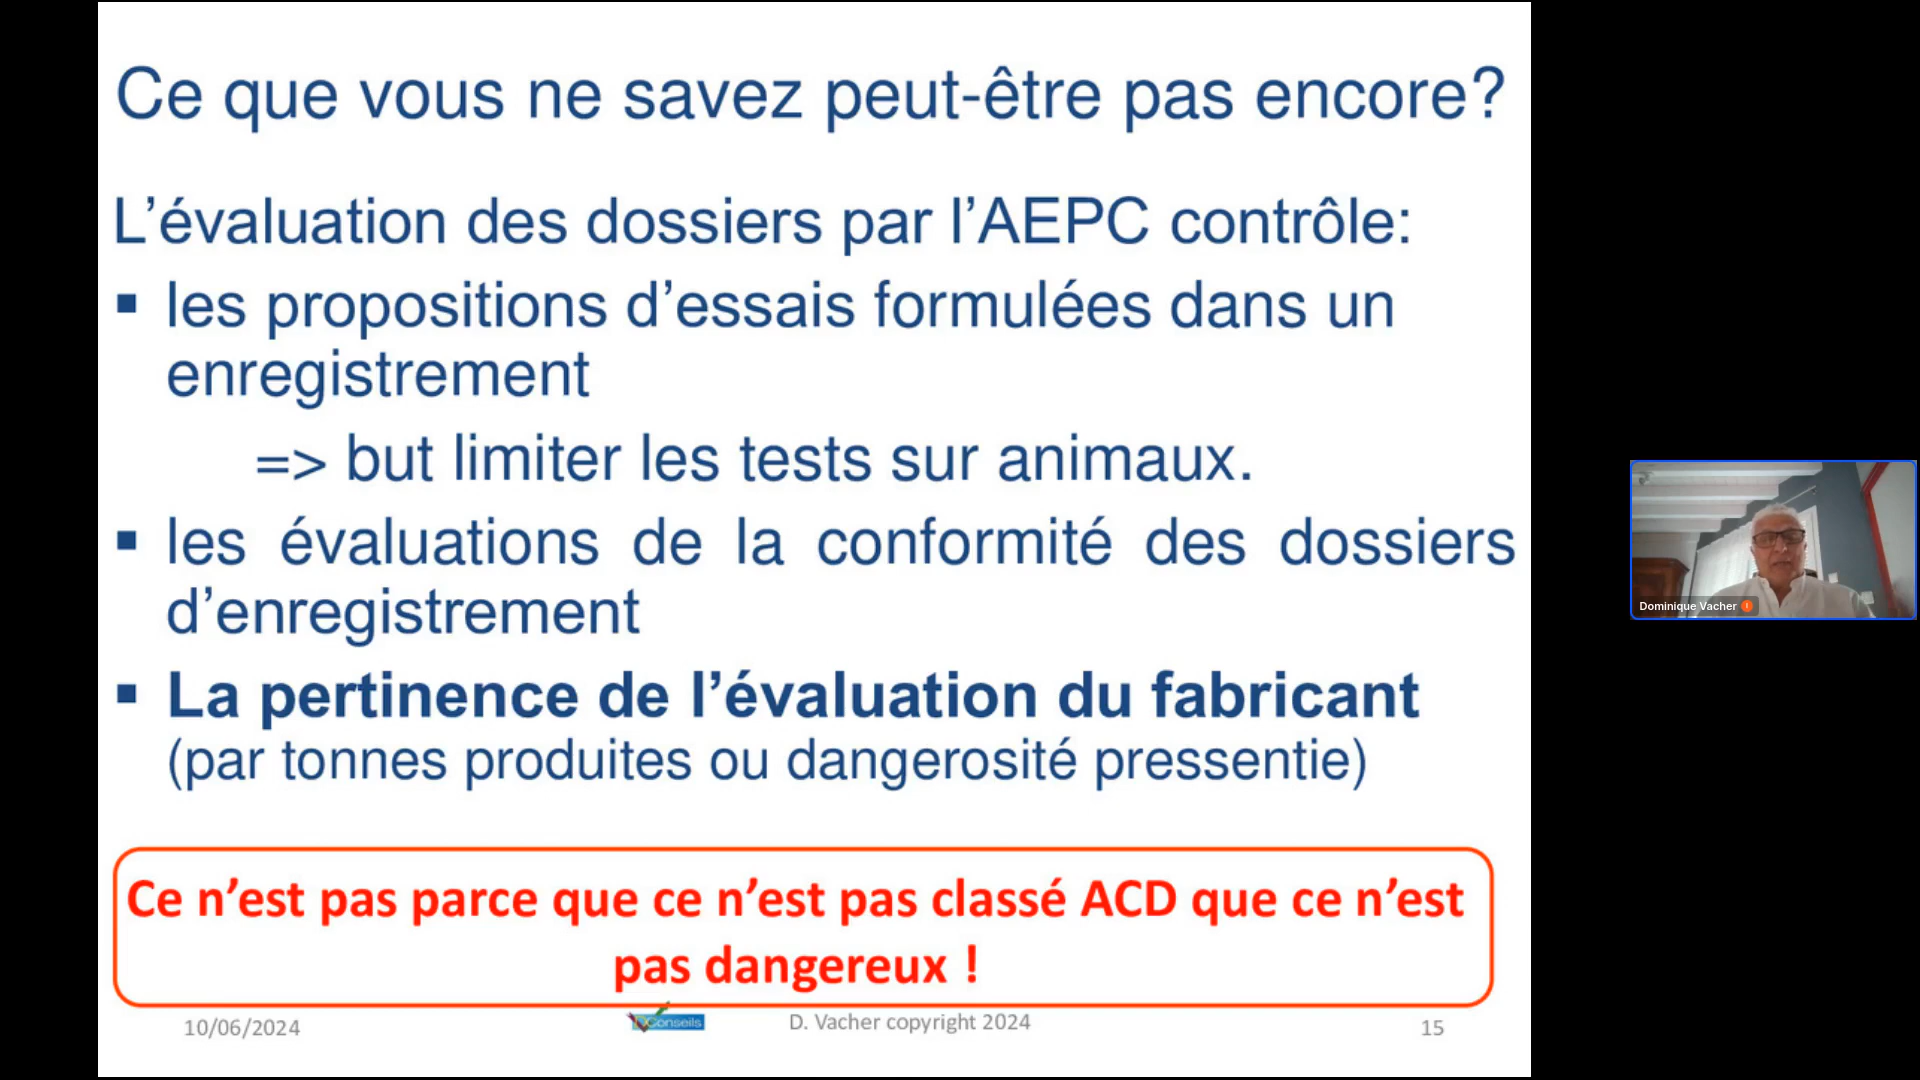 Ce que vous ne savez peut-être pas encore?
L’évaluation des dossiers par l’AEPC contrôle:
▪ les propositions d’essais formulées dans un
enregistrement
=> but limiter les tests sur animaux.
▪ les évaluations de la conformité des dossiers
d’enregistrement
▪ La pertinence de l’évaluation du fabricant
(par tonnes produites ou dangerosité pressentie)
Ce n’est pas parce que ce n’est pas classé ACD que ce n’est
pas dangereux !
10/06/2024
Conseils
D. Vacher copyright 2024
15
Dominique Vacher